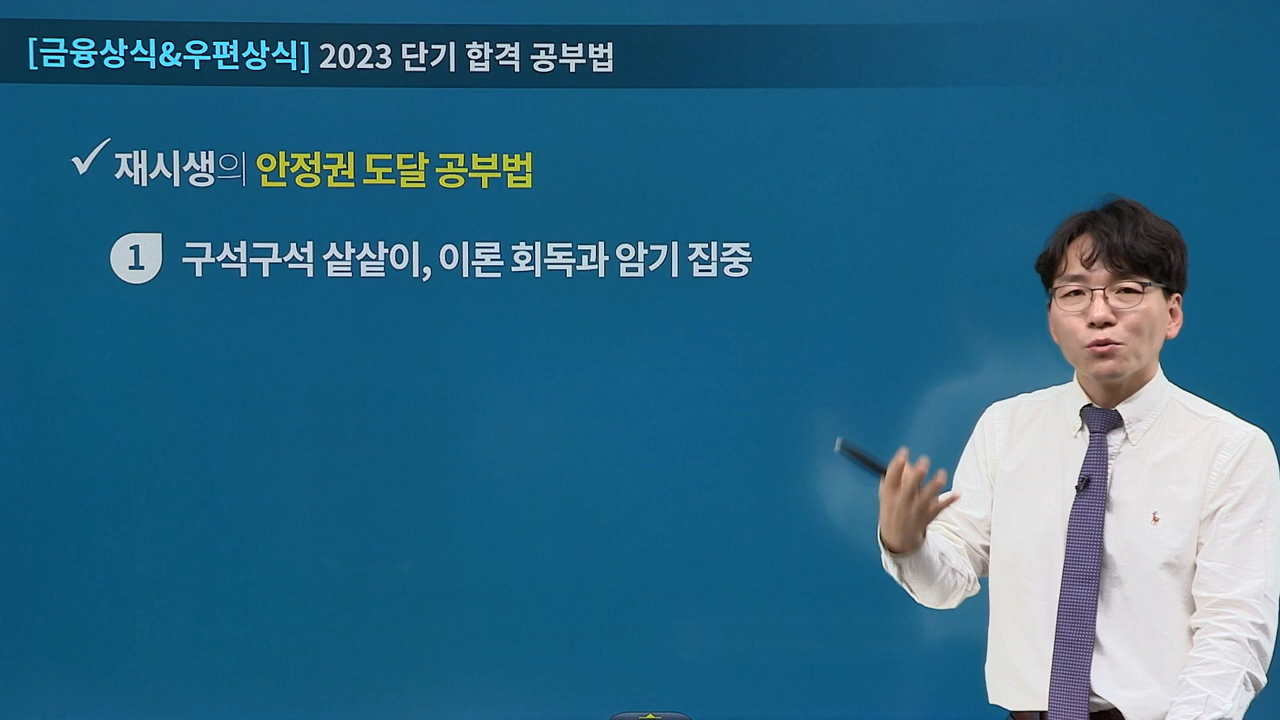 [금융상식&우편상식] 2023 단기 합격 공부법
재시생의 안정권 도달 공부법
1 구석구석 샅샅이, 이론 회독과 암기 집중